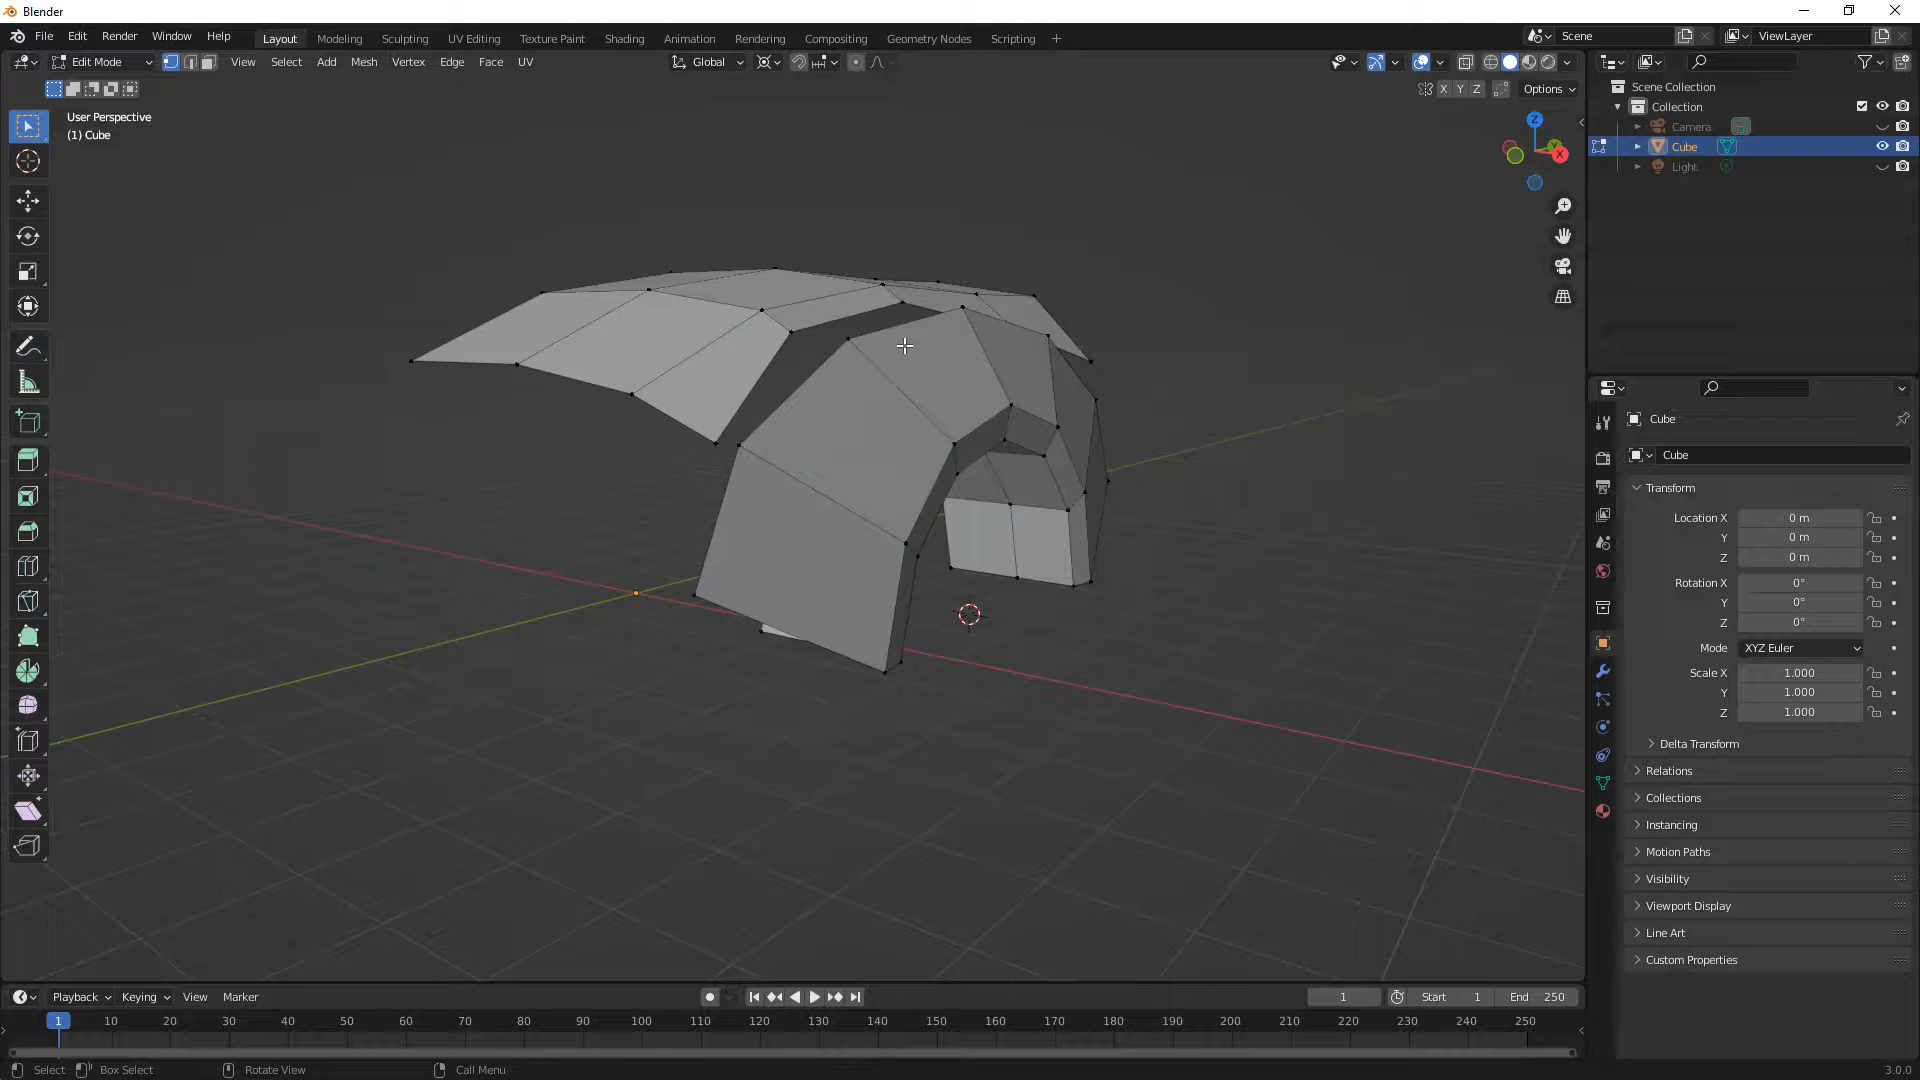 Blender
File Edit Render Window Help Layout Modeling Sculpting UV Editing Texture Paint Shading Animation Rendering Compositing Geometry Nodes Scripting + Scene ViewLayer
Edit Mode View Select Add Mesh Vertex Edge Face UV Global
X Y Z Options
User Perspective
(1) Cube
Z
X
Y
Scene Collection
Collection
Camera
Cube
Light
Cube
Cube
Transform
Location X 0 m
Y 0 m
Z 0 m
Rotation X 0°
Y 0°
Z 0°
Mode XYZ Euler
Scale X 1.000
Y 1.000
Z 1.000
Delta Transform
Relations
Collections
Instancing
Motion Paths
Visibility
Viewport Display
Line Art
Custom Properties
Playback Keying View Marker 1 Start 1 End 250
1 10 20 30 40 50 60 70 80 90 100 110 120 130 140 150 160 170 180 190 200 210 220 230 240 250
Select Box Select Rotate View Call Menu 3.0.0